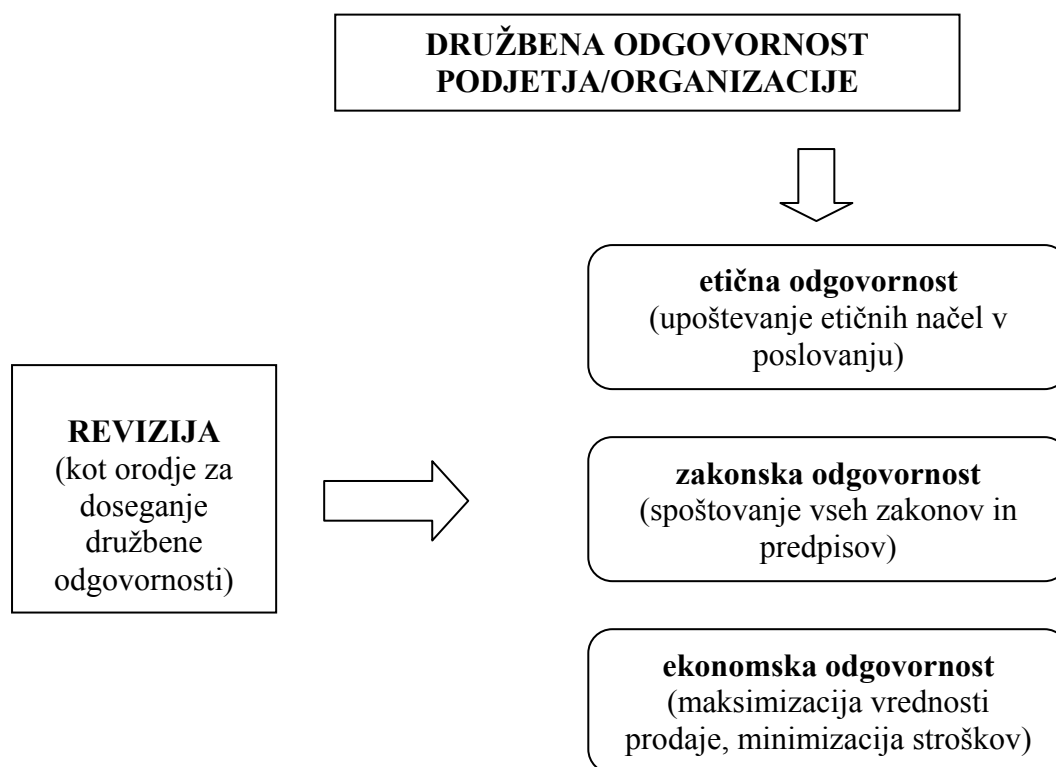 DRUŽBENA ODGOVORNOST
PODJETJA/ORGANIZACIJE
etična odgovornost
(upoštevanje etičnih načel v
poslovanju)
REVIZIJA
(kot orodje za
doseganje
družbene
odgovornosti)
zakonska odgovornost
(spoštovanje vseh zakonov in
predpisov)
ekonomska odgovornost
(maksimizacija vrednosti
prodaje, minimizacija stroškov)